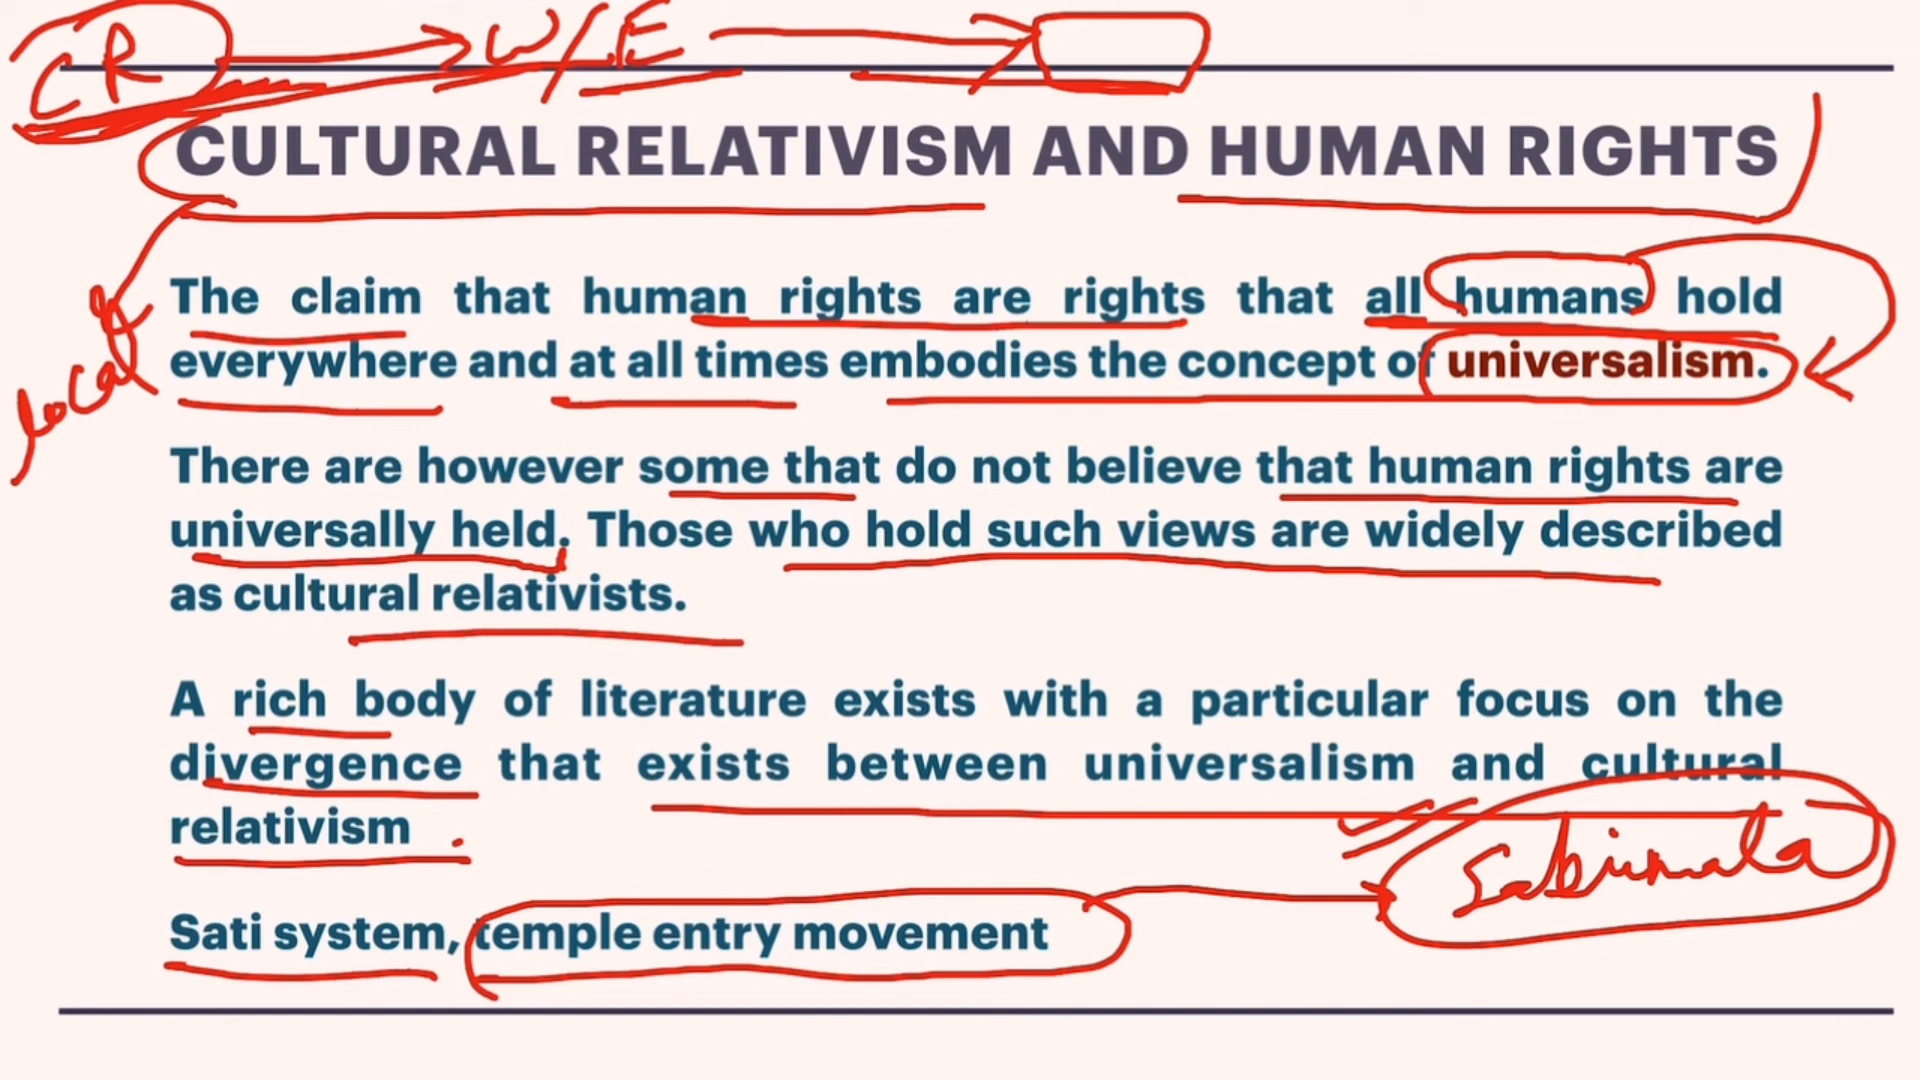 CR → W/E →
CULTURAL RELATIVISM AND HUMAN RIGHTS
The claim that human rights are rights that all humans hold
everywhere and at all times embodies the concept of universalism.
local
There are however some that do not believe that human rights are
universally held. Those who hold such views are widely described
as cultural relativists.
A rich body of literature exists with a particular focus on the
divergence that exists between universalism and cultural
relativism
Sabrimala
Sati system, temple entry movement